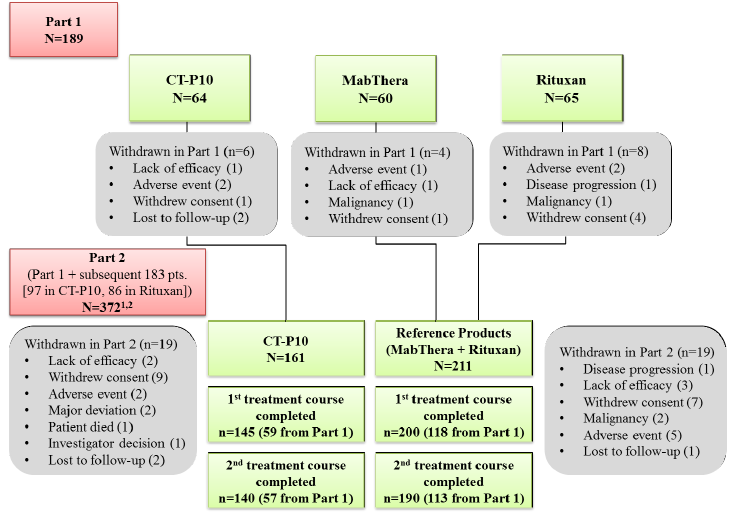 Part 1
N=189
CT-P10
N=64
MabThera
N=60
Rituxan
N=65
Withdrawn in Part 1 (n=6)
• Lack of efficacy (1)
• Adverse event (2)
• Withdrew consent (1)
• Lost to follow-up (2)
Withdrawn in Part 1 (n=4)
• Adverse event (1)
• Lack of efficacy (1)
• Malignancy (1)
• Withdrew consent (1)
Withdrawn in Part 1 (n=8)
• Adverse event (2)
• Disease progression (1)
• Malignancy (1)
• Withdrew consent (4)
Part 2
(Part 1 + subsequent 183 pts.
[97 in CT-P10, 86 in Rituxan])
N=372¹,²
Withdrawn in Part 2 (n=19)
• Lack of efficacy (2)
• Withdrew consent (9)
• Adverse event (2)
• Major deviation (2)
• Patient died (1)
• Investigator decision (1)
• Lost to follow-up (2)
CT-P10
N=161
Reference Products
(MabThera + Rituxan)
N=211
1st treatment course
completed
n=145 (59 from Part 1)
1st treatment course
completed
n=200 (118 from Part 1)
2nd treatment course
completed
n=140 (57 from Part 1)
2nd treatment course
completed
n=190 (113 from Part 1)
Withdrawn in Part 2 (n=19)
• Disease progression (1)
• Lack of efficacy (3)
• Withdrew consent (7)
• Malignancy (2)
• Adverse event (5)
• Lost to follow-up (1)